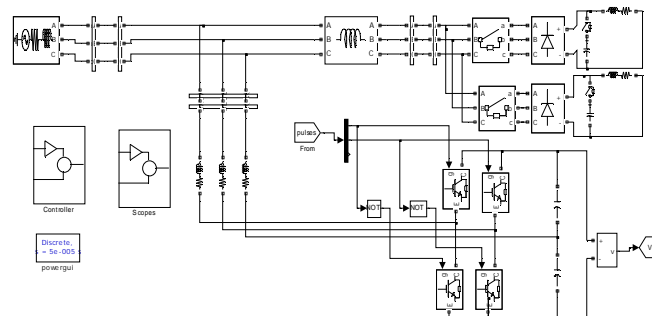 A
B
C
A
B
C
A
B
C
A
B
C
a
b
c
+
-
A
B
C
a
b
c
A
B
C
+
-
pulses
From
Controller
Scopes
NOT
NOT
g
C
E
g
C
E
Discrete,
s = 5e-005 s
powergui
+
-
v
V
g
C
E
g
C
E